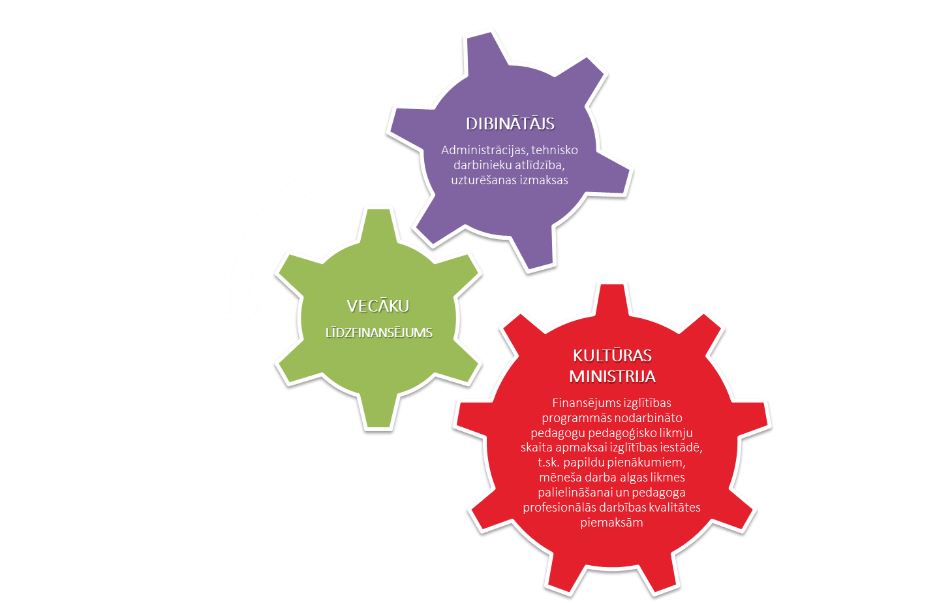 DIBINĀTĀJS
Administrācijas, tehnisko
darbinieku atlīdzība,
uzturēšanas izmaksas
VECĀKU
LĪDZFINANSĒJUMS
KULTŪRAS
MINISTRIJA
Finansējums izglītības
programmās nodarbināto
pedagogu pedagoģisko likmju
skaita apmaksai izglītības iestādē,
t.sk. papildu pienākumiem,
mēneša darba algas likmes
palielināšanai un pedagoga
profesionālās darbības kvalitātes
piemaksām